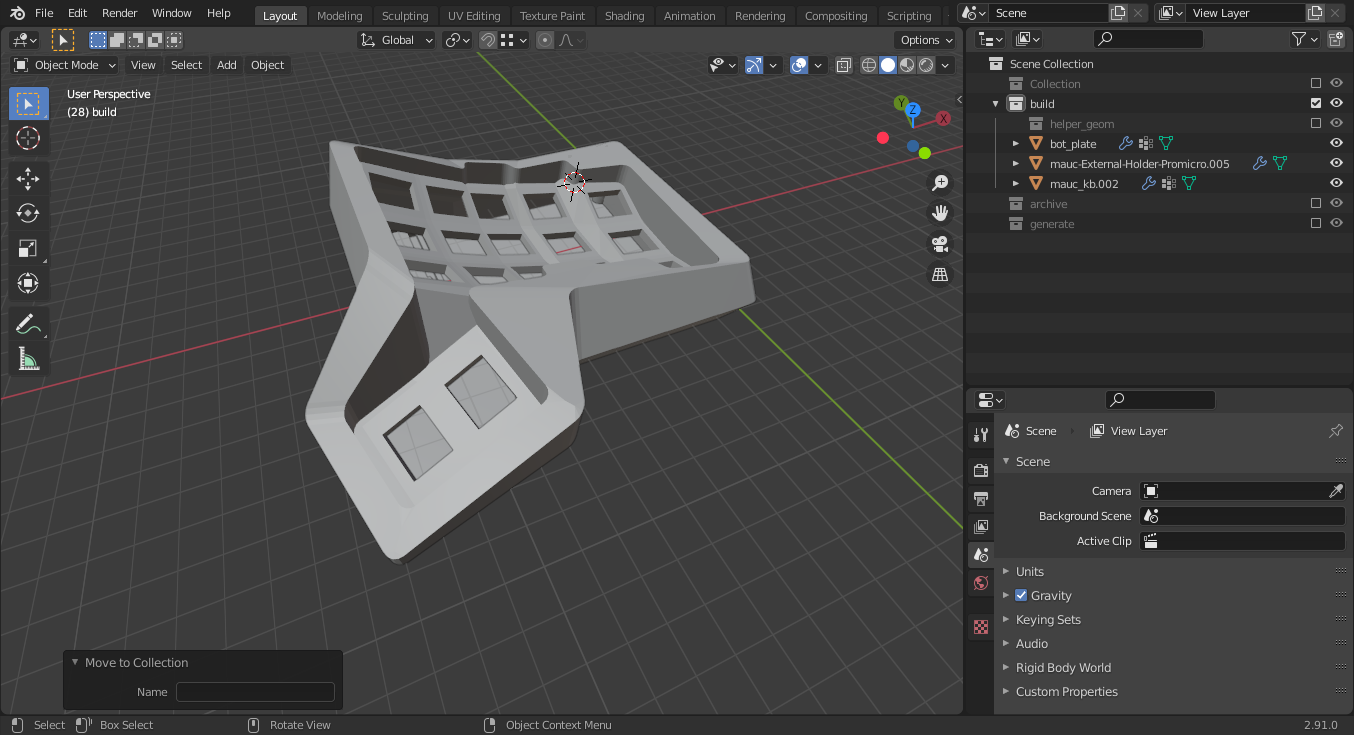 File Edit Render Window Help Layout Modeling Sculpting UV Editing Texture Paint Shading Animation Rendering Compositing Scripting Scene View Layer
Global Options
Object Mode View Select Add Object
User Perspective
(28) build
Y
Z
X
Scene Collection
Collection
build
helper_geom
bot_plate
mauc-External-Holder-Promicro.005
mauc_kb.002
archive
generate
Scene View Layer
Scene
Camera
Background Scene
Active Clip
Units
Gravity
Keying Sets
Audio
Rigid Body World
Custom Properties
Move to Collection
Name
Select Box Select Rotate View Object Context Menu 2.91.0